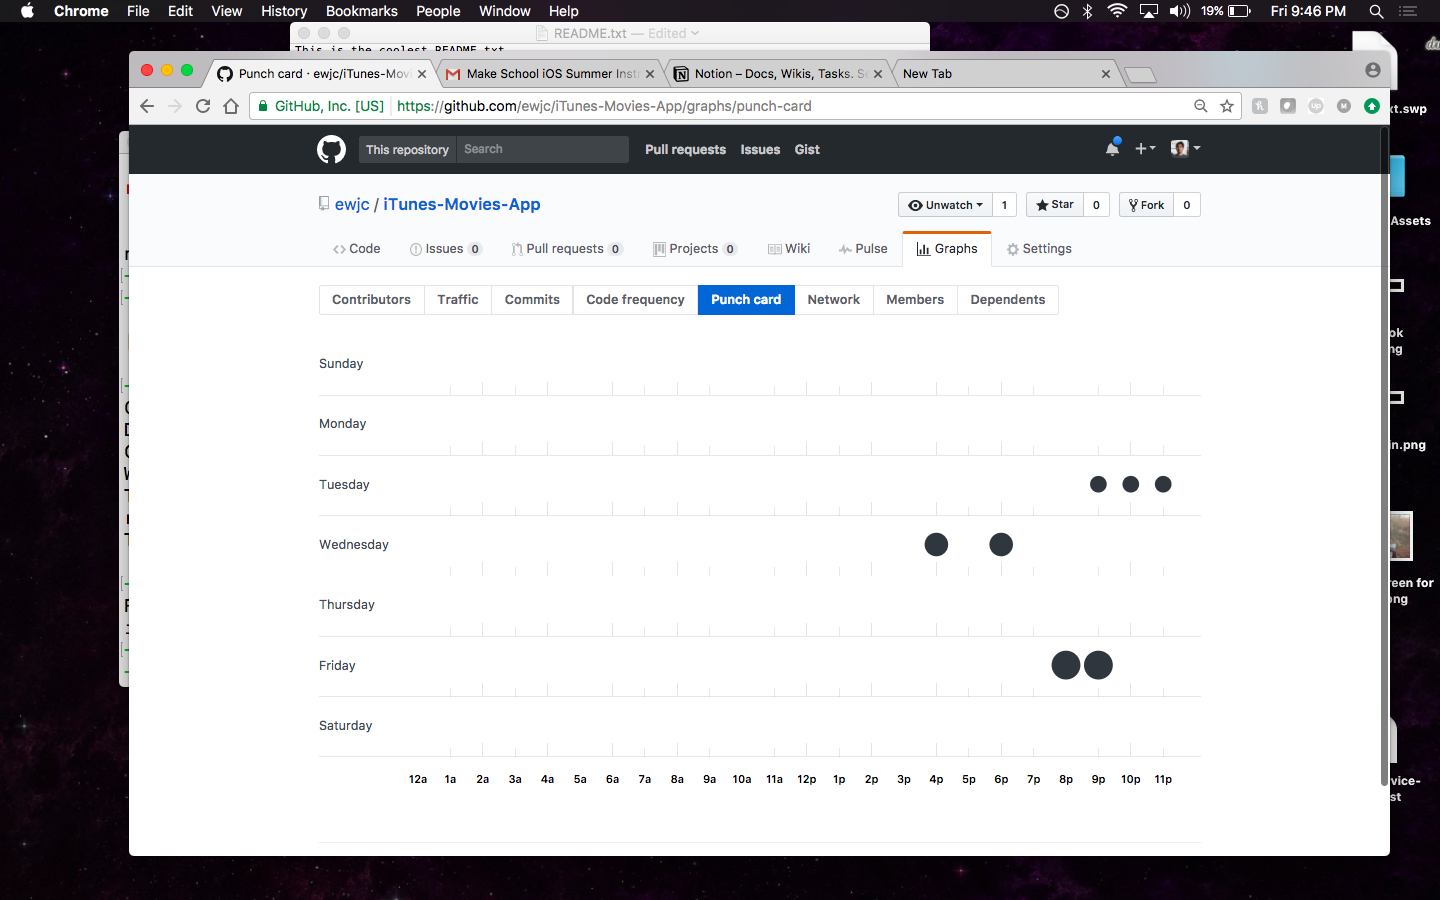 Chrome File Edit View History Bookmarks People Window Help 19% Fri 9:46 PM
README.txt — Edited
This is the coolest README.txt
Punch card · ewjc/iTunes-Movi
Make School iOS Summer Instr
Notion – Docs, Wikis, Tasks. Se
New Tab
GitHub, Inc. [US] https://github.com/ewjc/iTunes-Movies-App/graphs/punch-card
This repository Search Pull requests Issues Gist
ewjc / iTunes-Movies-App
Unwatch 1 Star 0 Fork 0
Code Issues 0 Pull requests 0 Projects 0 Wiki Pulse Graphs Settings
Contributors Traffic Commits Code frequency Punch card Network Members Dependents
Sunday
Monday
Tuesday
Wednesday
Thursday
Friday
Saturday
12a 1a 2a 3a 4a 5a 6a 7a 8a 9a 10a 11a 12p 1p 2p 3p 4p 5p 6p 7p 8p 9p 10p 11p
xt.swp
Assets
ok
ng
in.png
reen for
ong
vice-
st